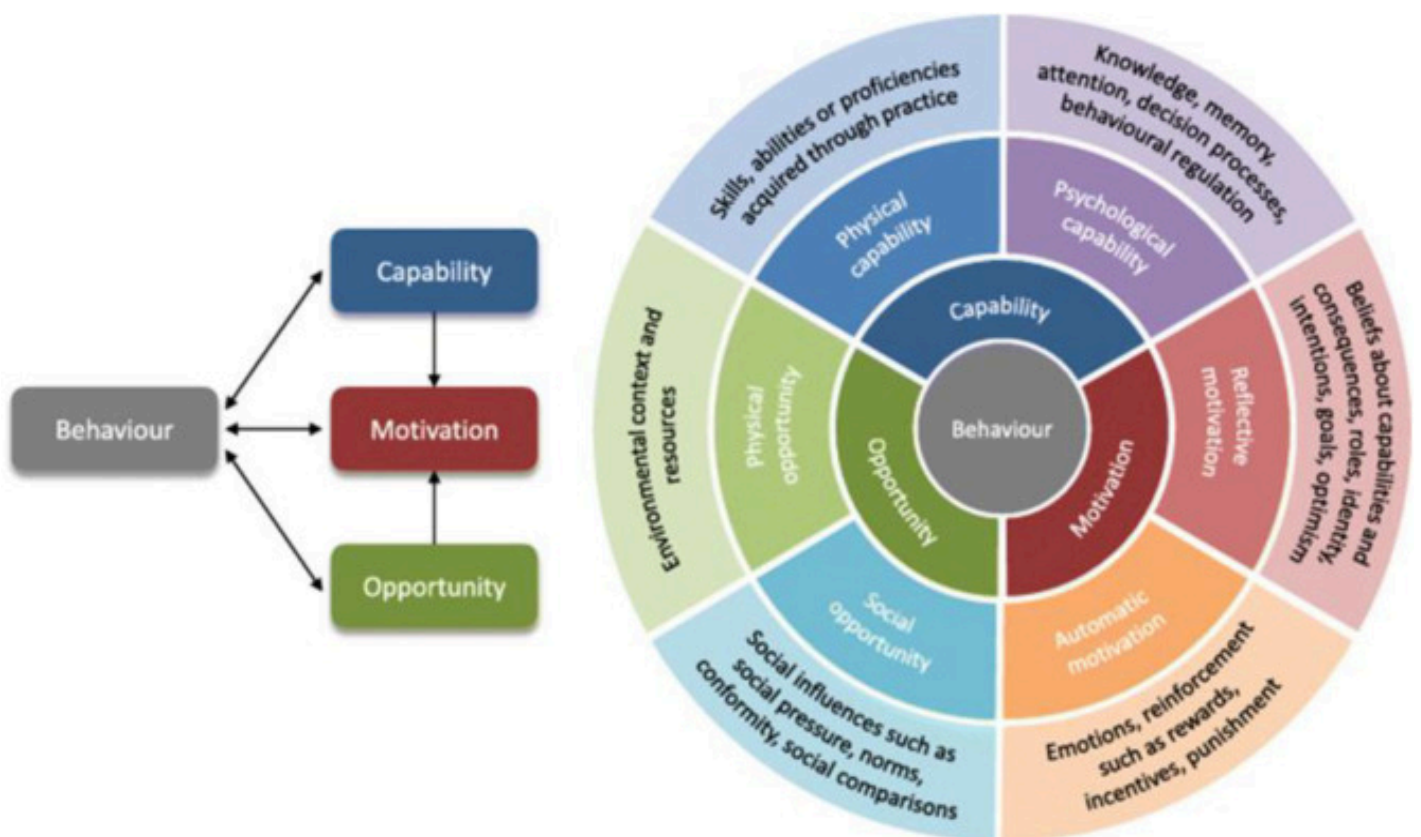 Capability
Behaviour
Motivation
Opportunity
Skills, abilities or proficiencies
acquired through practice
Knowledge, memory,
attention, decision processes,
behavioural regulation
Physical
capability
Psychological
capability
Capability
Environmental context and
resources
Physical
opportunity
Opportunity
Behaviour
Motivation
Reflective
motivation
Beliefs about capabilities and
consequences, roles, identity,
intentions, goals, optimism
Social
opportunity
Automatic
motivation
Social influences such as
social pressure, norms,
conformity, social comparisons
Emotions, reinforcement
such as rewards,
incentives, punishment